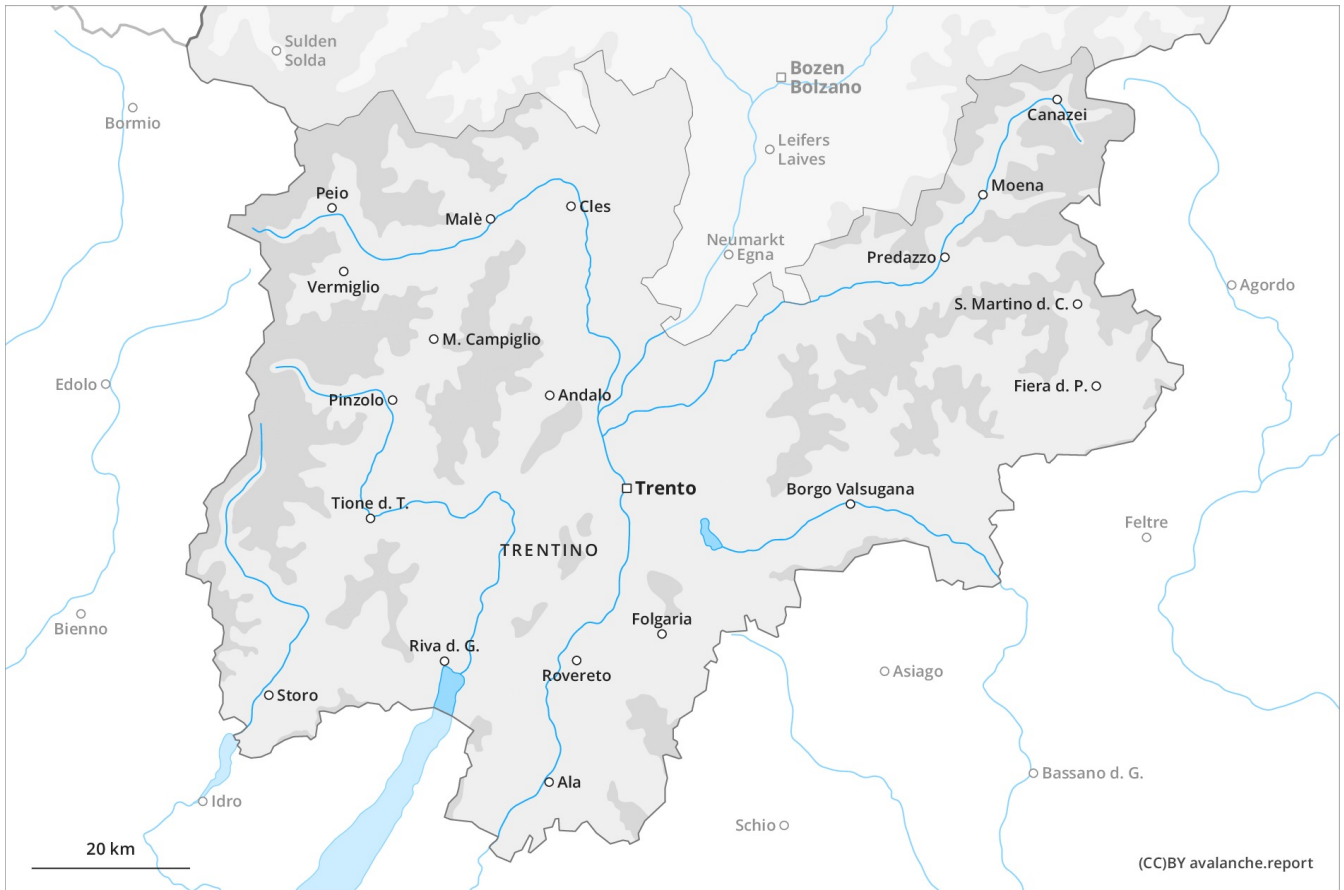 Sulden
Solda
Bozen
Bolzano
Bormio
Canazei
Leifers
Laives
Peio
Moena
Malè
Cles
Neumarkt
Egna
Predazzo
Vermiglio
Agordo
S. Martino d. C.
M. Campiglio
Edolo
Fiera d. P.
Andalo
Pinzolo
Trento
Borgo Valsugana
Tione d. T.
Feltre
TRENTINO
Bienno
Folgaria
Riva d. G.
Rovereto
Asiago
Storo
Bassano d. G.
Ala
Idro
Schio
20 km
(CC)BY avalanche.report